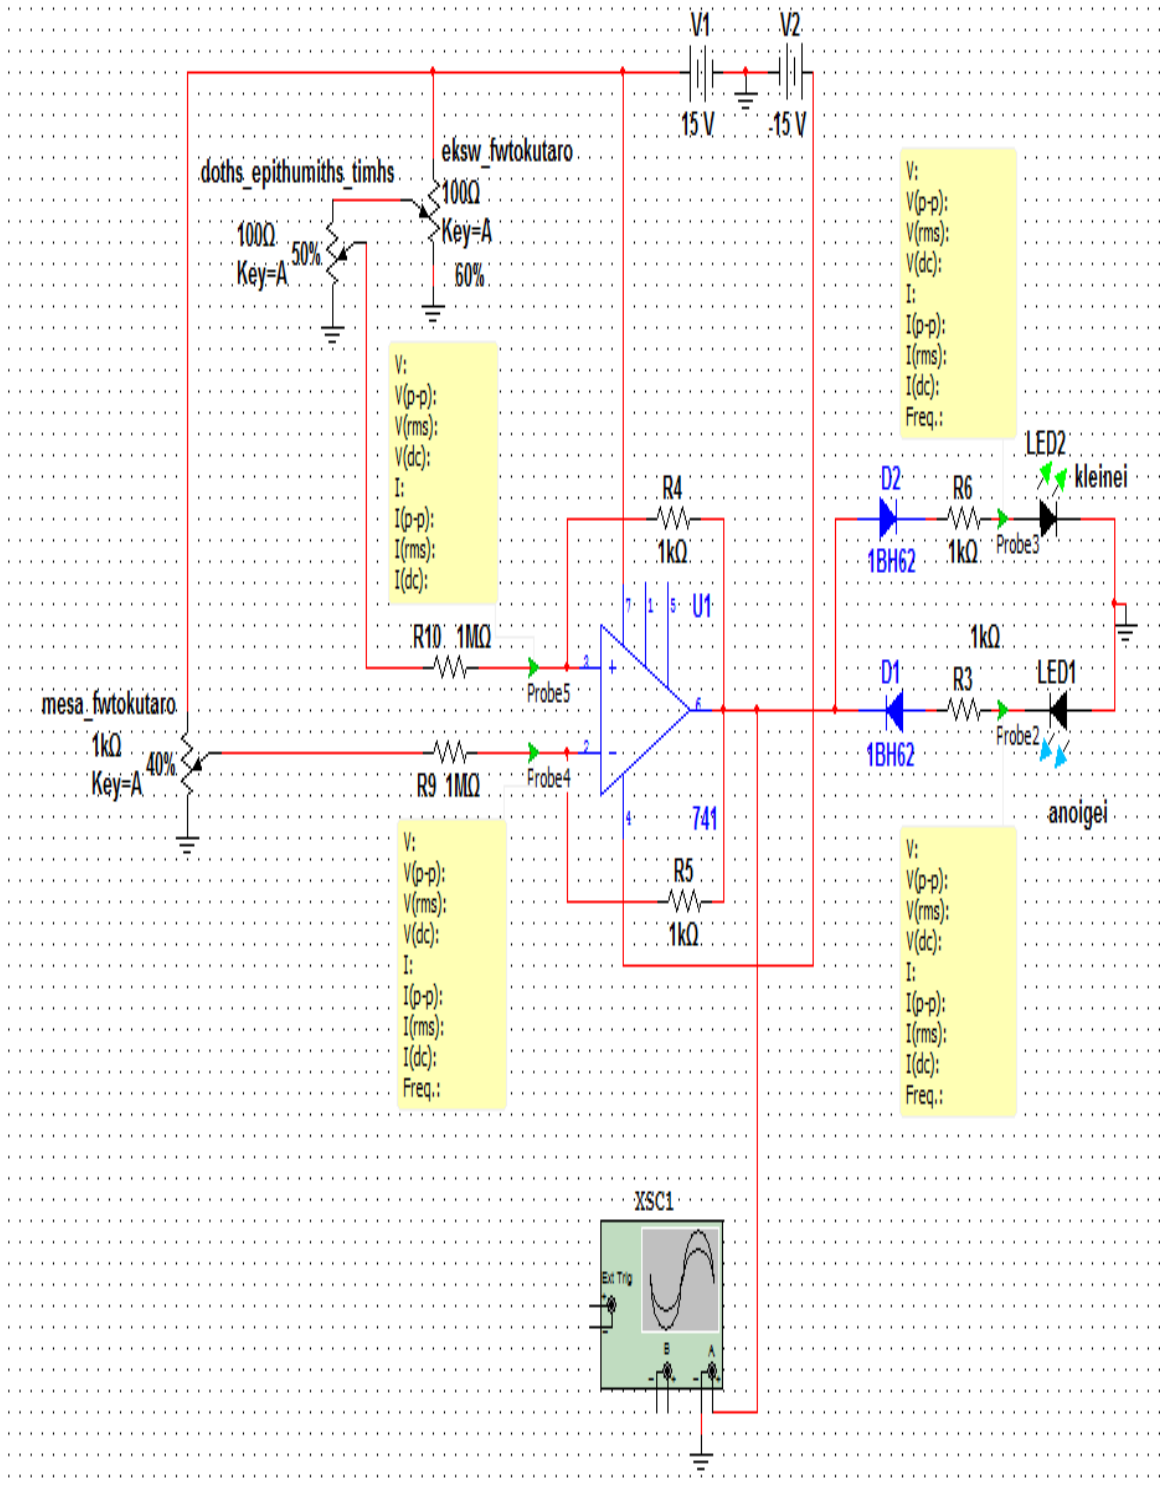 V1
V2
15 V
-15 V
eksw_fwtokutaro
100Ω
Key=A
60%
doths_epithumiths_timhs
100Ω
50%
Key=A
V:
V(p-p):
V(rms):
V(dc):
I:
I(p-p):
I(rms):
I(dc):
Freq.:
V:
V(p-p):
V(rms):
V(dc):
I:
I(p-p):
I(rms):
I(dc):
LED2
kleinei
D2
1BH62
R6
1kΩ
Probe3
R4
1kΩ
7
1
5
U1
R10 1MΩ
3
+
Probe5
6
1kΩ
D1
1BH62
R3
LED1
Probe2
anoigei
mesa_fwtokutaro
1kΩ
40%
Key=A
2
−
Probe4
R9 1MΩ
4
741
R5
1kΩ
V:
V(p-p):
V(rms):
V(dc):
I:
I(p-p):
I(rms):
I(dc):
Freq.:
V:
V(p-p):
V(rms):
V(dc):
I:
I(p-p):
I(rms):
I(dc):
Freq.:
XSC1
Ext Trig
+
−
B
A
− +
− +